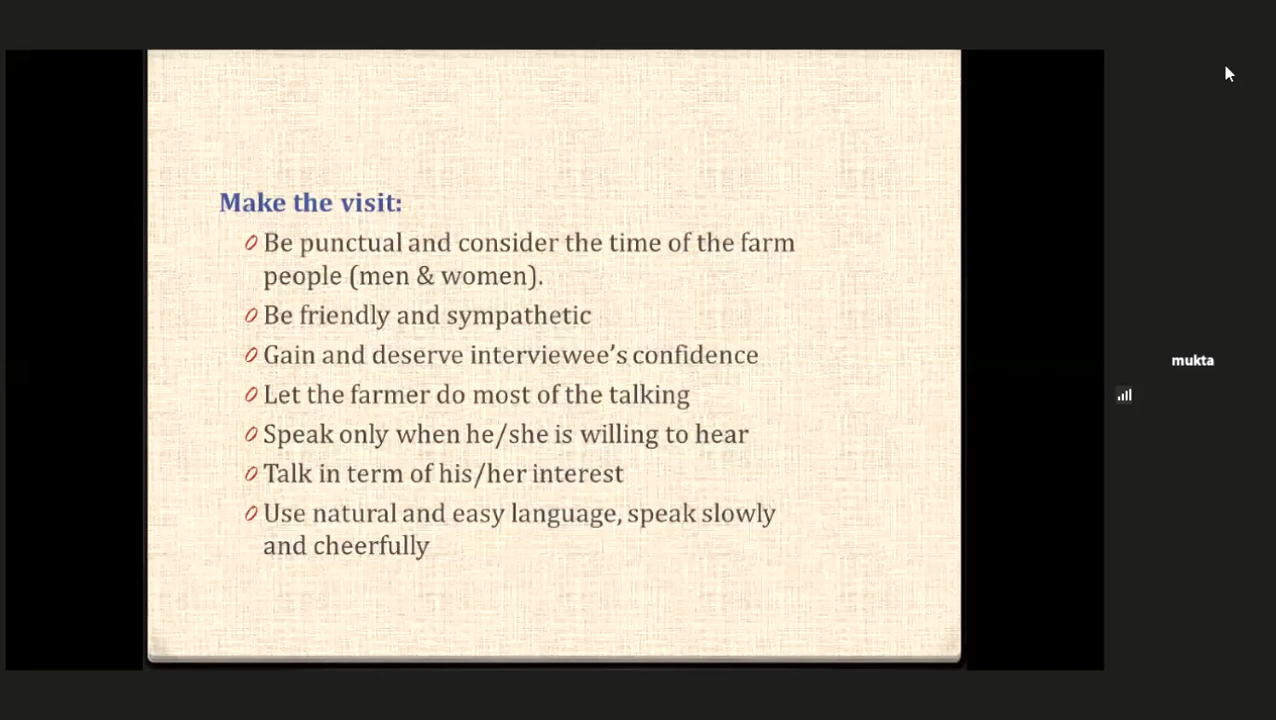 Make the visit:
Be punctual and consider the time of the farm
people (men & women).
Be friendly and sympathetic
Gain and deserve interviewee’s confidence
Let the farmer do most of the talking
Speak only when he/she is willing to hear
Talk in term of his/her interest
Use natural and easy language, speak slowly
and cheerfully
mukta